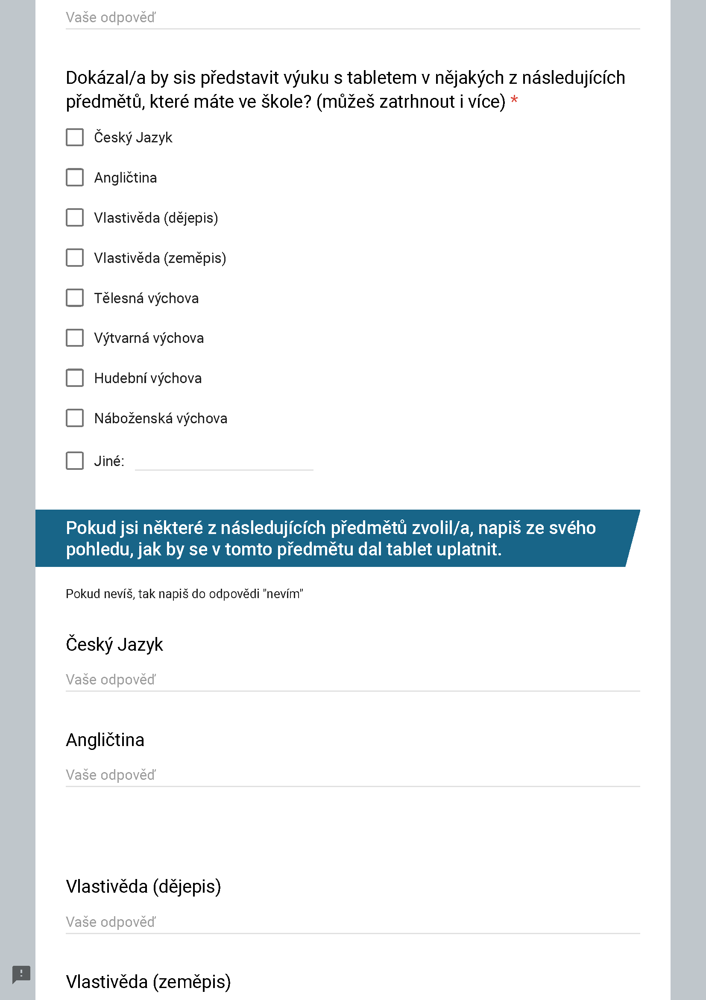 Vaše odpověď
Dokázal/a by sis představit výuku s tabletem v nějakých z následujících
předmětů, které máte ve škole? (můžeš zatrhnout i více) *
Český Jazyk
Angličtina
Vlastivěda (dějepis)
Vlastivěda (zeměpis)
Tělesná výchova
Výtvarná výchova
Hudební výchova
Náboženská výchova
Jiné:
Pokud jsi některé z následujících předmětů zvolil/a, napiš ze svého
pohledu, jak by se v tomto předmětu dal tablet uplatnit.
Pokud nevíš, tak napiš do odpovědi "nevím"
Český Jazyk
Vaše odpověď
Angličtina
Vaše odpověď
Vlastivěda (dějepis)
Vaše odpověď
Vlastivěda (zeměpis)